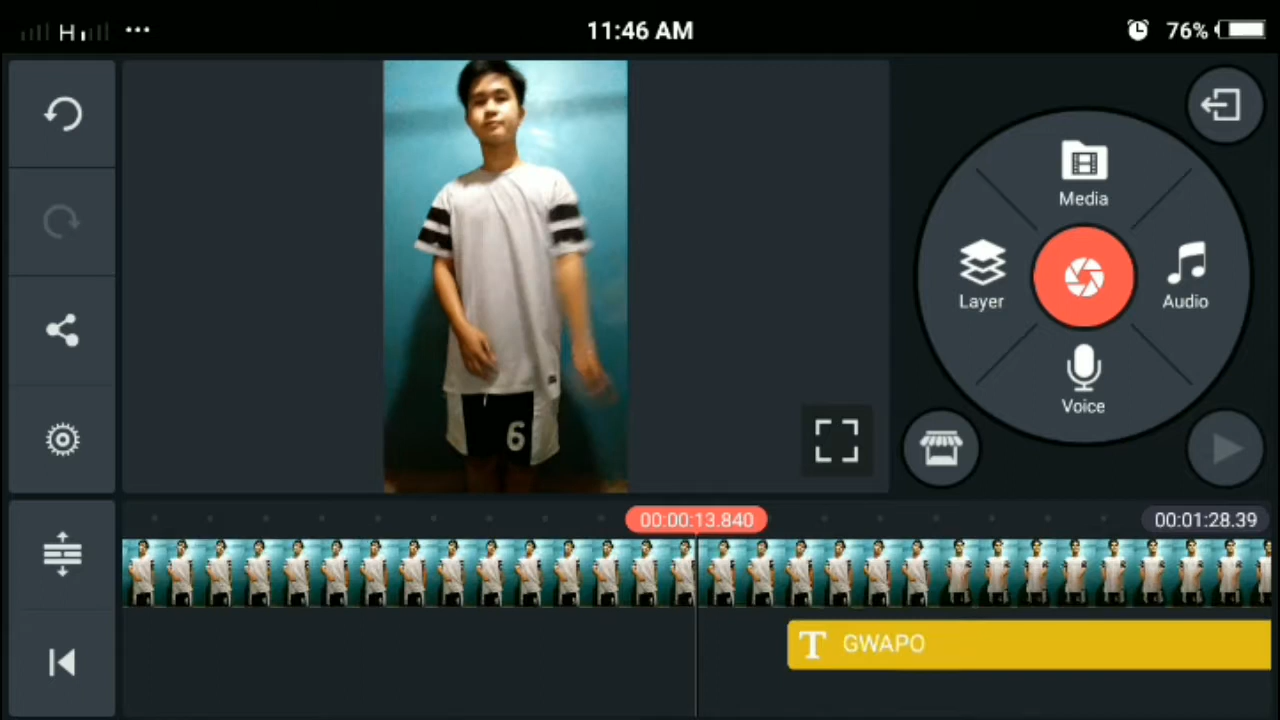 H 11:46 AM 76%
Media
Layer
Audio
Voice
6
00:00:13.840
00:01:28.39
T GWAPO